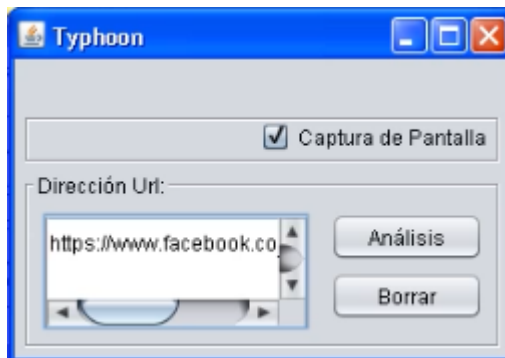 Typhoon
Captura de Pantalla
Dirección Url:
https://www.facebook.co
Análisis
Borrar